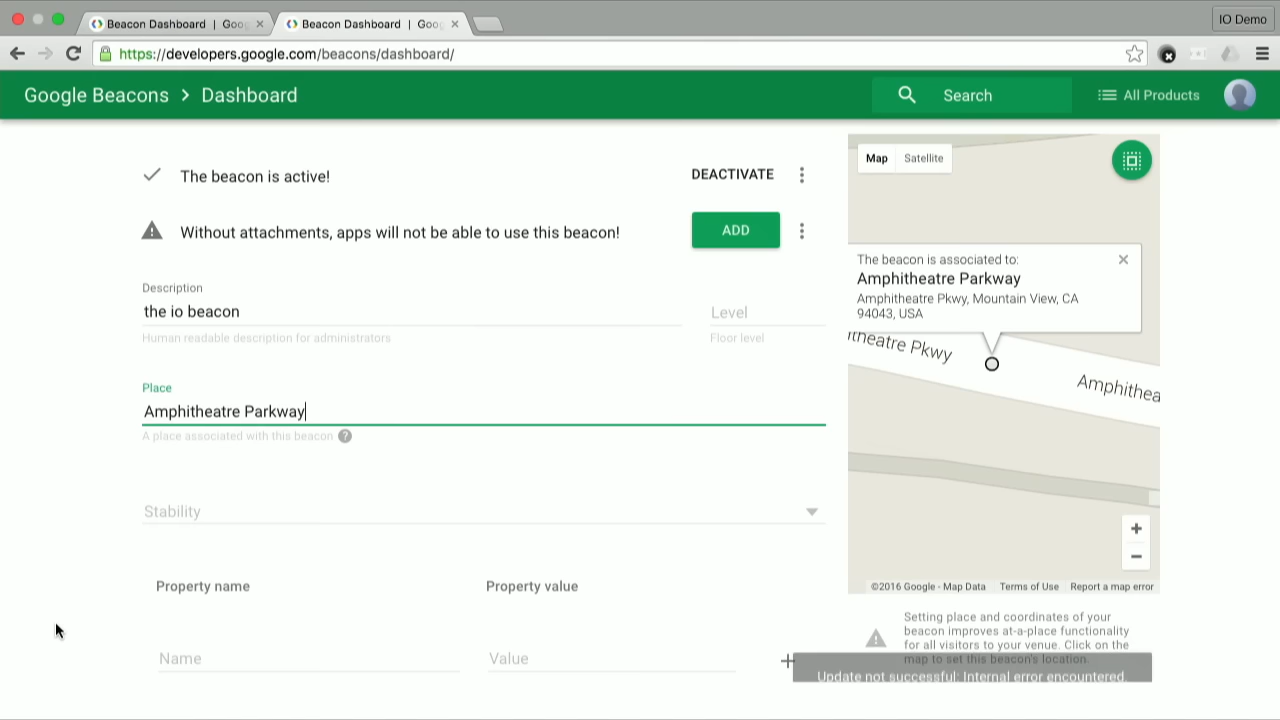 Beacon Dashboard | Goog
Beacon Dashboard | Goog
IO Demo
https://developers.google.com/beacons/dashboard/
Google Beacons > Dashboard
Search
All Products
The beacon is active!
DEACTIVATE
Without attachments, apps will not be able to use this beacon!
ADD
Description
the io beacon
Human readable description for administrators
Level
Floor level
Place
Amphitheatre Parkway
A place associated with this beacon ?
Stability
Property name
Property value
Name
Value
+
Map
Satellite
The beacon is associated to:
Amphitheatre Parkway
Amphitheatre Pkwy, Mountain View, CA
94043, USA
itheatre Pkwy
Amphithea
+
−
©2016 Google - Map Data
Terms of Use
Report a map error
Setting place and coordinates of your
beacon improves at-a-place functionality
for all visitors to your venue. Click on the
map to set this beacon's location.
Update not successful: Internal error encountered.